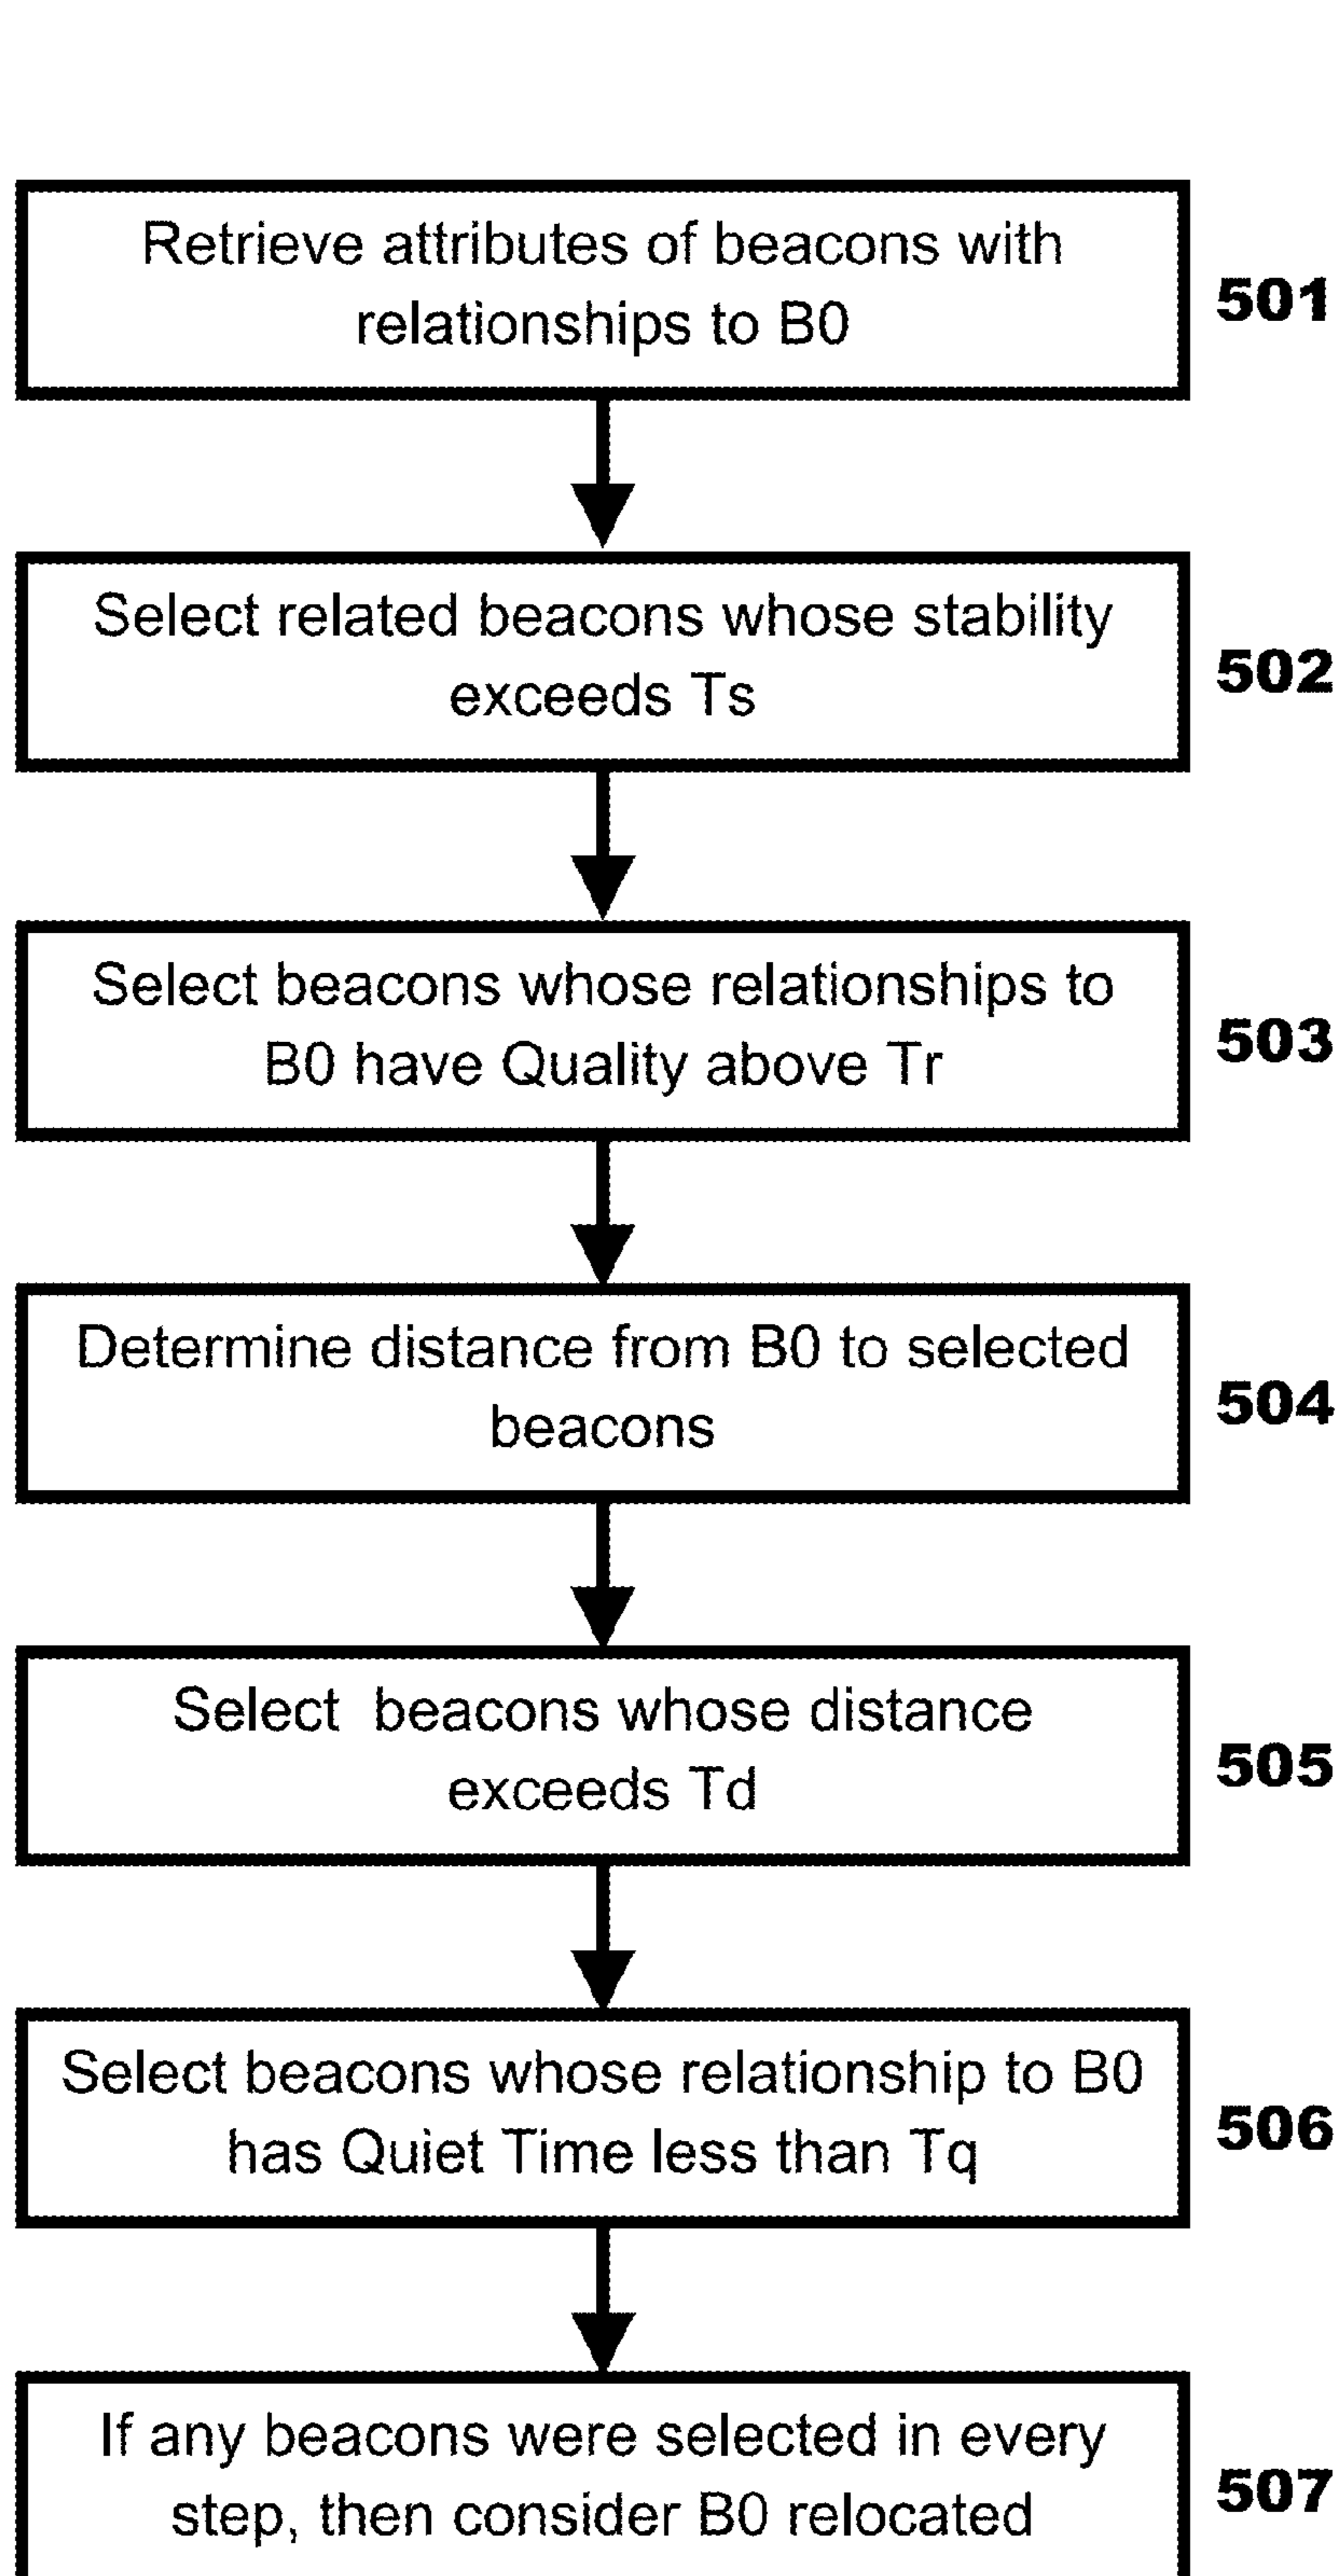 Retrieve attributes of beacons with
relationships to B0
501
Select related beacons whose stability
exceeds Ts
502
Select beacons whose relationships to
B0 have Quality above Tr
503
Determine distance from B0 to selected
beacons
504
Select beacons whose distance
exceeds Td
505
Select beacons whose relationship to B0
has Quiet Time less than Tq
506
If any beacons were selected in every
step, then consider B0 relocated
507